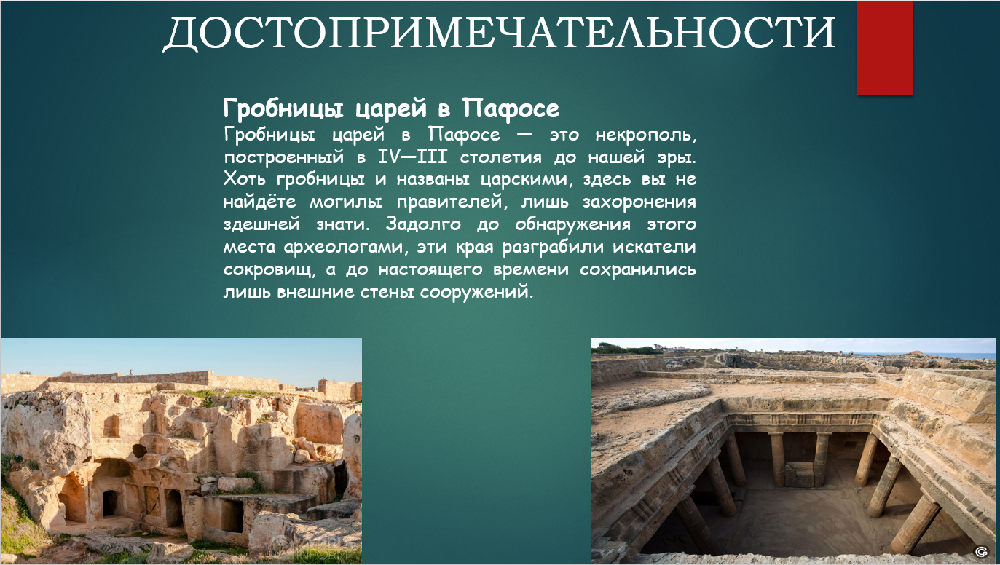 ДОСТОПРИМЕЧАТЕЛЬНОСТИ
Гробницы царей в Пафосе
Гробницы царей в Пафосе — это некрополь,
построенный в IV—III столетия до нашей эры.
Хоть гробницы и названы царскими, здесь вы не
найдёте могилы правителей, лишь захоронения
здешней знати. Задолго до обнаружения этого
места археологами, эти края разграбили искатели
сокровищ, а до настоящего времени сохранились
лишь внешние стены сооружений.